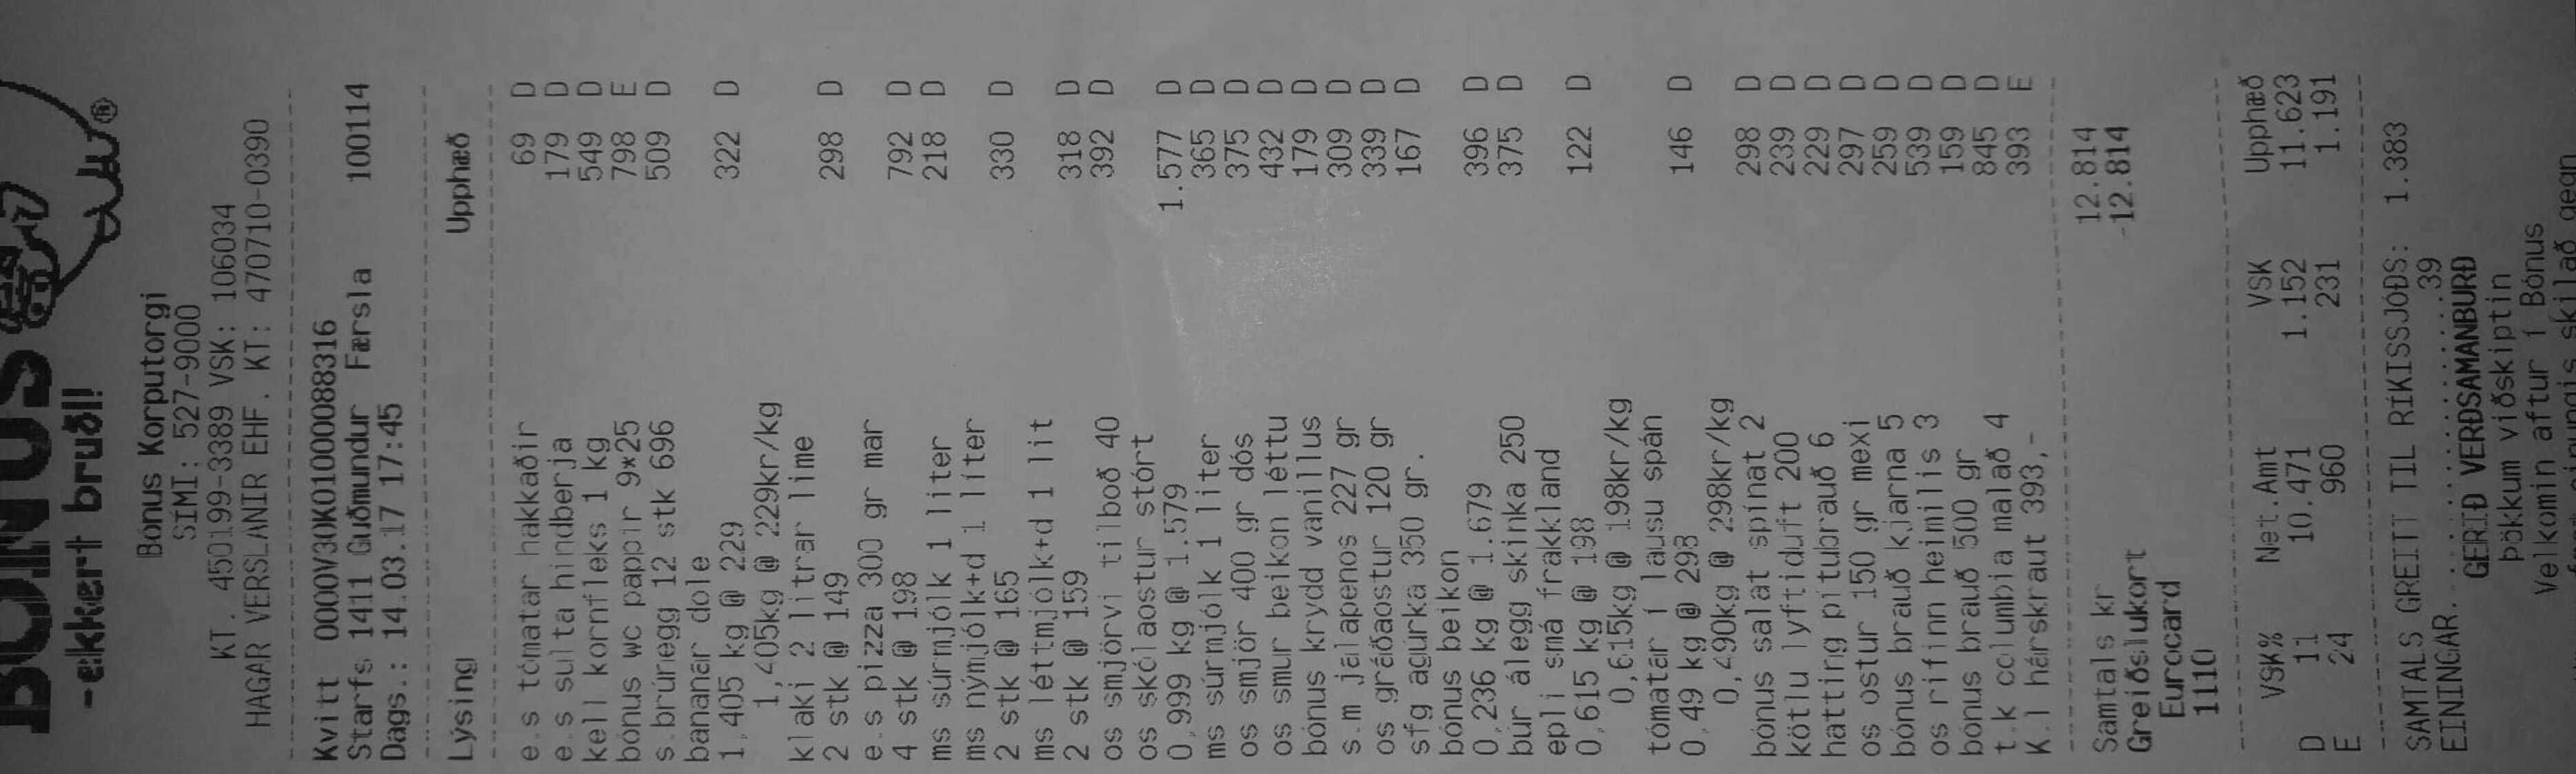 BÓNUS
-ekkert bruðl!
Bónus Korputorgi
SIMI: 527-9000
KT. 450199-3389 VSK: 106034
HAGAR VERSLANIR EHF. KT: 470710-0390
Kvitt 0000V30K010000088316
Starfs 1411 Guðmundur Færsla 100114
Dags.: 14.03.17 17:45
Lýsing Upphæð
e.s tómatar hakkaðir 69 D
e.s sulta hindberja 179 D
kell kornfleks 1 kg 549 D
bónus wc pappír 9*25 798 E
s.brúnegg 12 stk 696 509 D
bananar dole
1,405 kg @ 229 322 D
1,405kg @ 229kr/kg
klaki 2 lítrar lime
2 stk @ 149 298 D
e.s pizza 300 gr mar
4 stk @ 198 792 D
ms súrmjólk 1 líter 218 D
ms nýmjólk+d 1 líter
2 stk @ 165 330 D
ms léttmjólk+d 1 lit
2 stk @ 159 318 D
os smjörvi tilboð 40 392 D
os skólaostur stórt
0,999 kg @ 1.579 1.577 D
ms súrmjólk 1 líter 365 D
os smjör 400 gr dós 375 D
os smur beikon léttu 432 D
bónus krydd vanillus 179 D
s.m jalapenos 227 gr 309 D
os gráðaostur 120 gr 339 D
sfg agúrka 350 gr. 167 D
bónus beikon
0,236 kg @ 1.679 396 D
búr álegg skinka 250 375 D
epli smá frakkland
0,615 kg @ 198 122 D
0,615kg @ 198kr/kg
tómatar í lausu spán
0,49 kg @ 298 146 D
0,490kg @ 298kr/kg
bónus salat spínat 2 298 D
kötlu lyftiduft 200 239 D
hatting pítubrauð 6 229 D
os ostur 150 gr mexi 297 D
bónus brauð kjarna 5 259 D
os rifinn heimilis 3 539 D
bónus brauð 500 gr 159 D
t.k columbia malað 4 845 D
K.l hárskraut 393,- 393 E
Samtals kr 12.814
Greiðslukort -12.814
Eurocard
1110
VSK% Net.Amt VSK Upphæð
D 11 10.471 1.152 11.623
E 24 960 231 1.191
SAMTALS GREITT TIL RÍKISSJÓÐS: 1.383
EININGAR..................39
GERIÐ VERÐSAMANBURÐ
Þökkum viðskiptin
Velkomin aftur í Bónus
skilað gegn